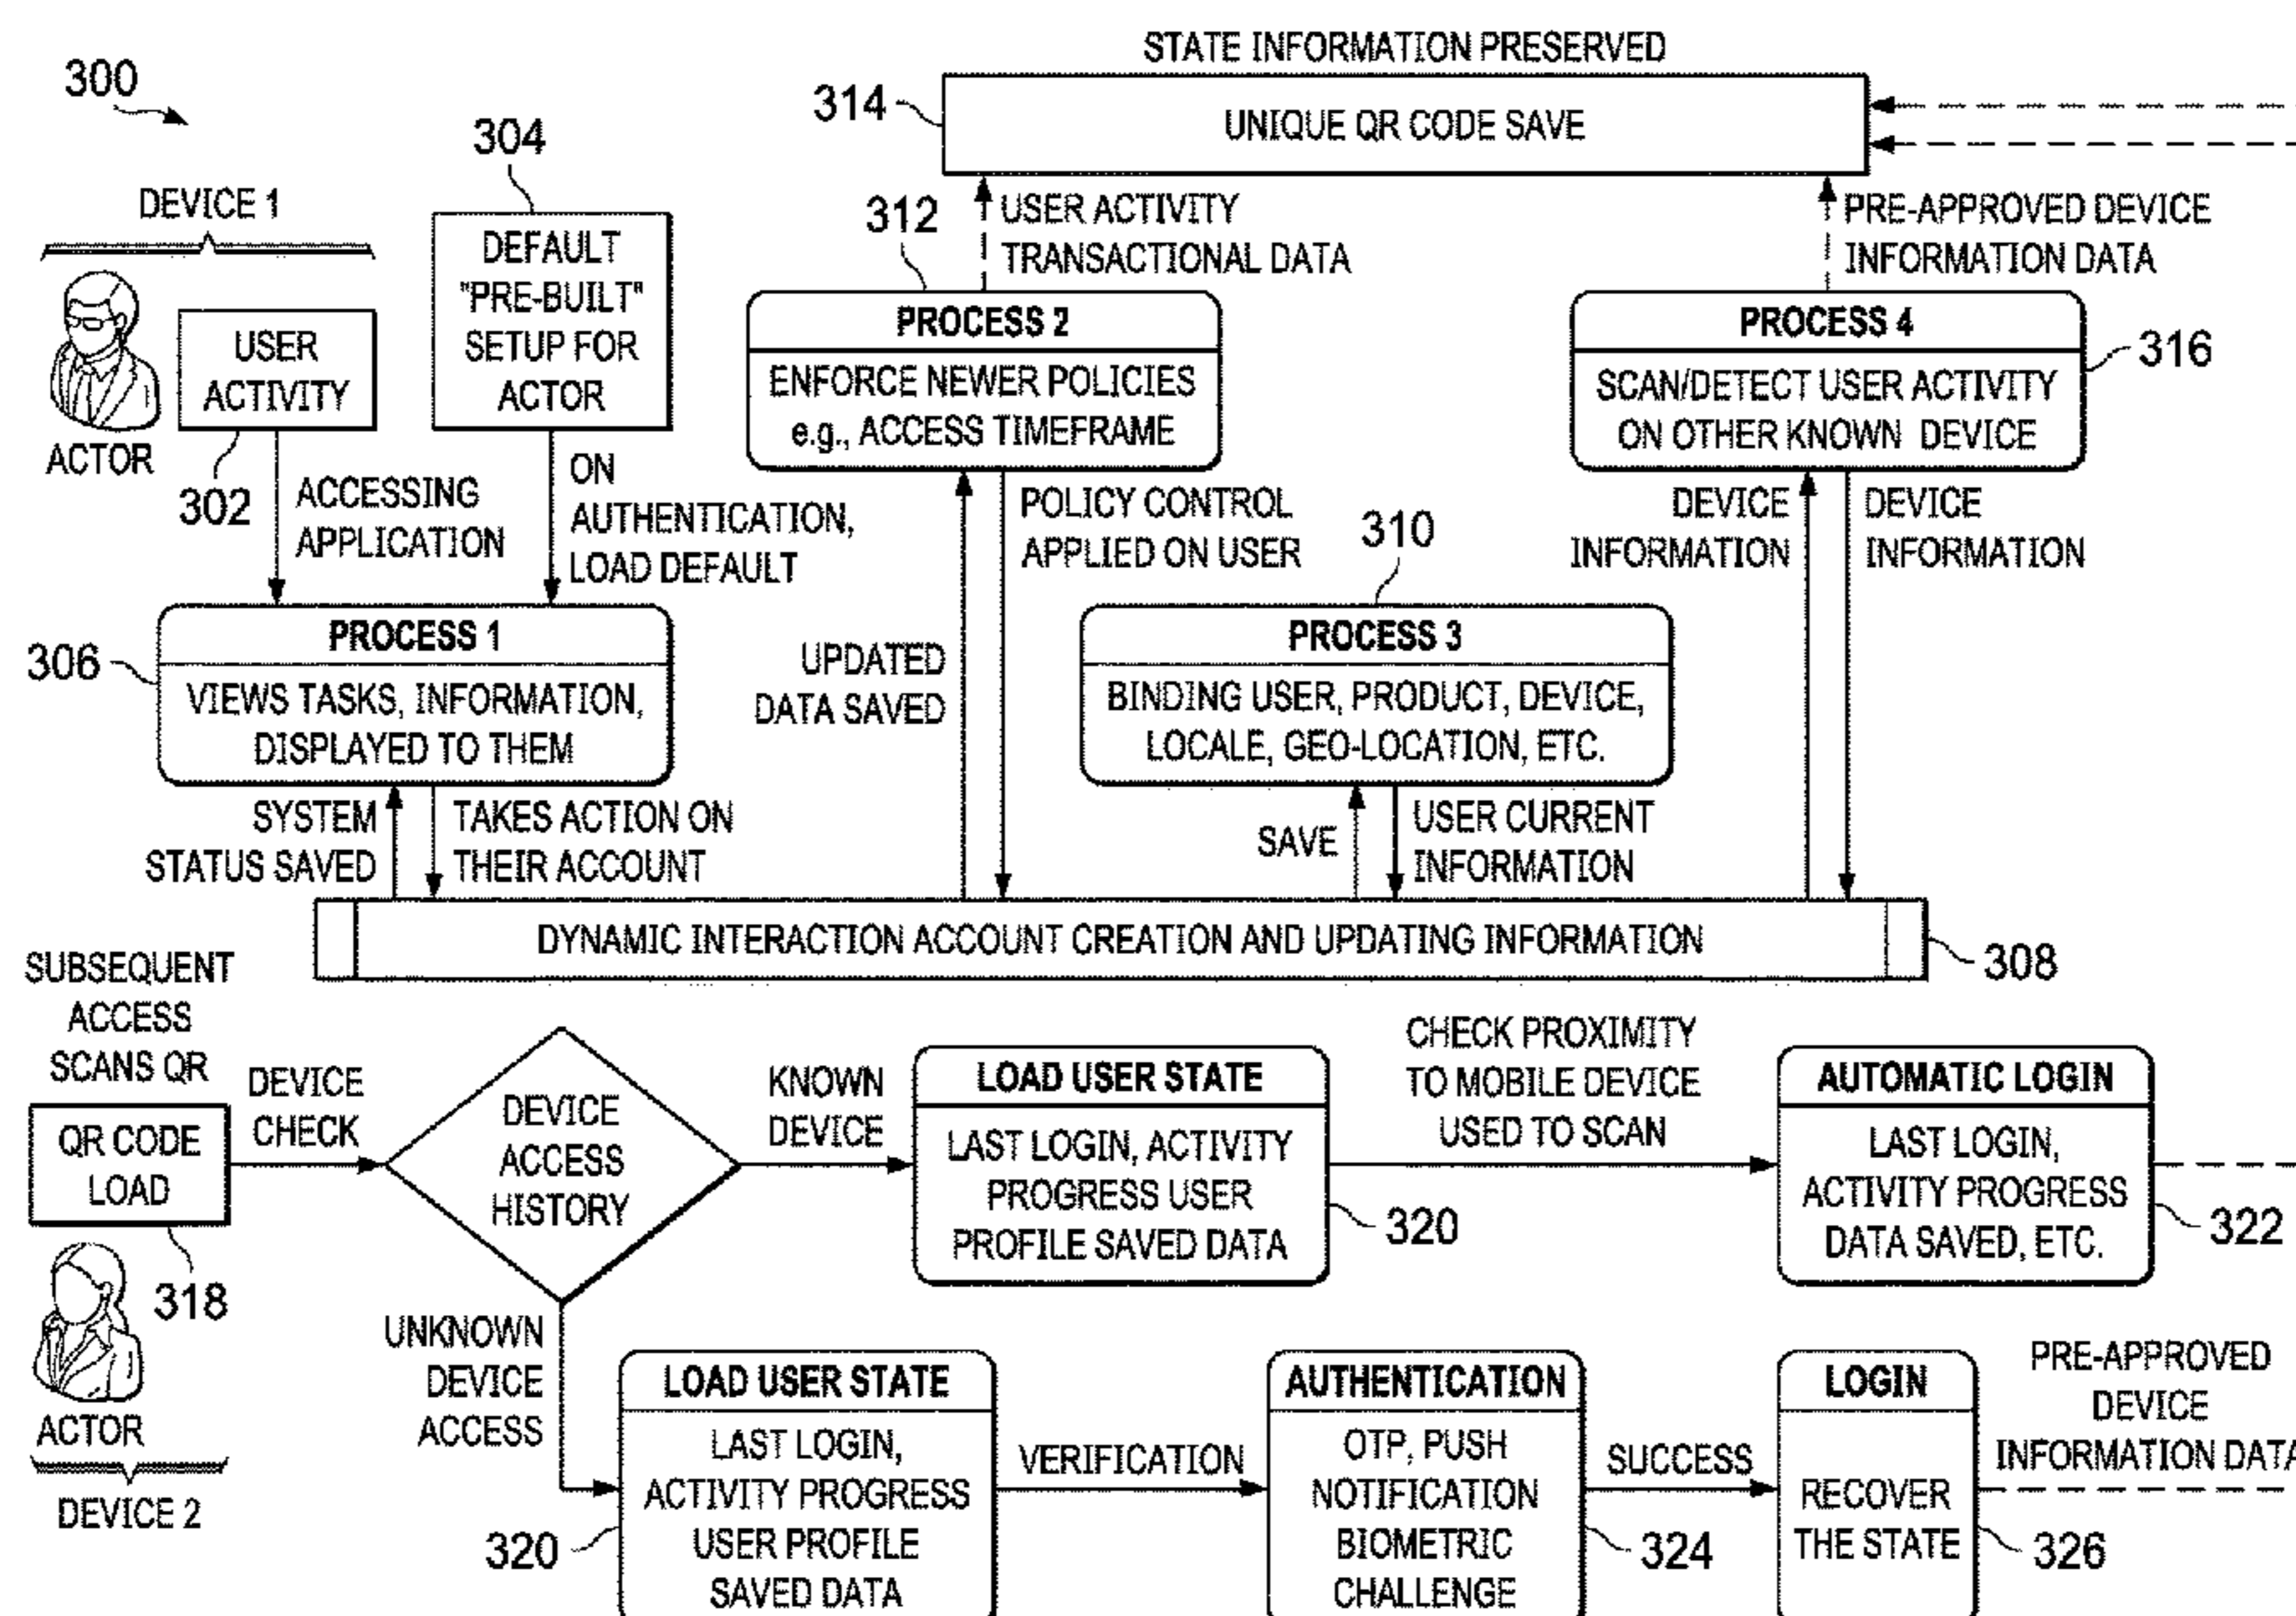 300
STATE INFORMATION PRESERVED
314
UNIQUE QR CODE SAVE
304
DEVICE 1
DEFAULT
"PRE-BUILT"
SETUP FOR
ACTOR
USER
ACTIVITY
ACTOR
302
ACCESSING
APPLICATION
ON
AUTHENTICATION,
LOAD DEFAULT
312
USER ACTIVITY
TRANSACTIONAL DATA
PRE-APPROVED DEVICE
INFORMATION DATA
PROCESS 2
ENFORCE NEWER POLICIES
e.g., ACCESS TIMEFRAME
PROCESS 4
SCAN/DETECT USER ACTIVITY
ON OTHER KNOWN DEVICE
316
POLICY CONTROL
APPLIED ON USER
310
DEVICE
INFORMATION
DEVICE
INFORMATION
306
PROCESS 1
VIEWS TASKS, INFORMATION,
DISPLAYED TO THEM
UPDATED
DATA SAVED
PROCESS 3
BINDING USER, PRODUCT, DEVICE,
LOCALE, GEO-LOCATION, ETC.
SYSTEM
STATUS SAVED
TAKES ACTION ON
THEIR ACCOUNT
SAVE
USER CURRENT
INFORMATION
DYNAMIC INTERACTION ACCOUNT CREATION AND UPDATING INFORMATION
308
SUBSEQUENT
ACCESS
SCANS QR
QR CODE
LOAD
318
ACTOR
DEVICE 2
DEVICE
CHECK
DEVICE
ACCESS
HISTORY
KNOWN
DEVICE
LOAD USER STATE
LAST LOGIN, ACTIVITY
PROGRESS USER
PROFILE SAVED DATA
320
CHECK PROXIMITY
TO MOBILE DEVICE
USED TO SCAN
AUTOMATIC LOGIN
LAST LOGIN,
ACTIVITY PROGRESS
DATA SAVED, ETC.
322
UNKNOWN
DEVICE
ACCESS
LOAD USER STATE
LAST LOGIN,
ACTIVITY PROGRESS
USER PROFILE
SAVED DATA
320
VERIFICATION
AUTHENTICATION
OTP, PUSH
NOTIFICATION
BIOMETRIC
CHALLENGE
324
SUCCESS
LOGIN
RECOVER
THE STATE
326
PRE-APPROVED
DEVICE
INFORMATION DATA